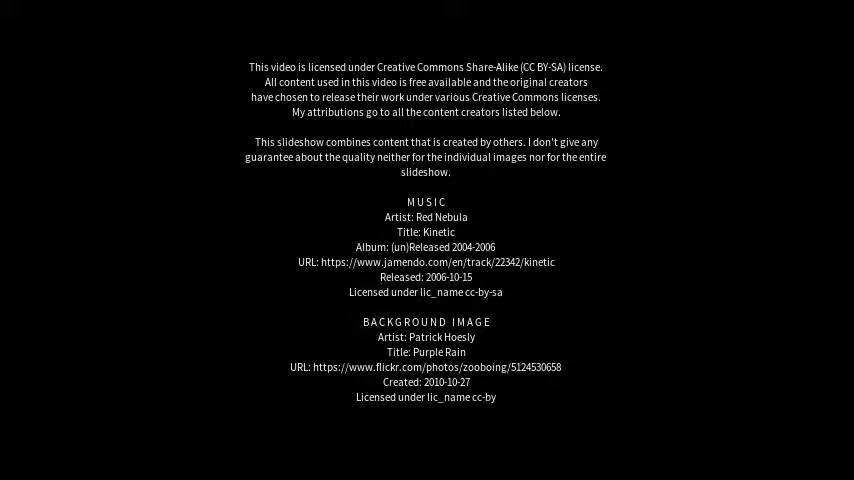 This video is licensed under Creative Commons Share-Alike (CC BY-SA) license.
All content used in this video is free available and the original creators
have chosen to release their work under various Creative Commons licenses.
My attributions go to all the content creators listed below.
This slideshow combines content that is created by others. I don't give any
guarantee about the quality neither for the individual images nor for the entire
slideshow.
MUSIC
Artist: Red Nebula
Title: Kinetic
Album: (un)Released 2004-2006
URL: https://www.jamendo.com/en/track/22342/kinetic
Released: 2006-10-15
Licensed under lic_name cc-by-sa
BACKGROUND IMAGE
Artist: Patrick Hoesly
Title: Purple Rain
URL: https://www.flickr.com/photos/zooboing/5124530658
Created: 2010-10-27
Licensed under lic_name cc-by